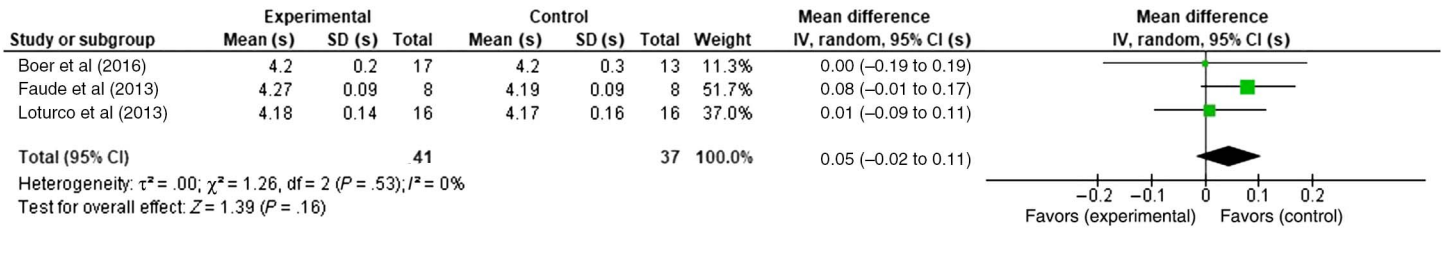 Experimental Control Mean difference Mean difference
Study or subgroup Mean (s) SD (s) Total Mean (s) SD (s) Total Weight IV, random, 95% CI (s) IV, random, 95% CI (s)
Boer et al (2016) 4.2 0.2 17 4.2 0.3 13 11.3% 0.00 (–0.19 to 0.19)
Faude et al (2013) 4.27 0.09 8 4.19 0.09 8 51.7% 0.08 (–0.01 to 0.17)
Loturco et al (2013) 4.18 0.14 16 4.17 0.16 16 37.0% 0.01 (–0.09 to 0.11)
Total (95% CI) 41 37 100.0% 0.05 (–0.02 to 0.11)
Heterogeneity: τ² = .00; χ² = 1.26, df = 2 (P = .53); I² = 0%
Test for overall effect: Z = 1.39 (P = .16)
–0.2 –0.1 0 0.1 0.2
Favors (experimental) Favors (control)